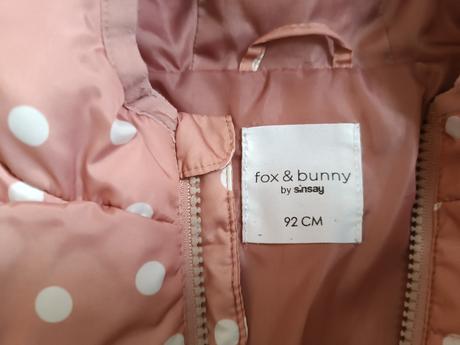 fox & bunny
by sinsay
92 CM